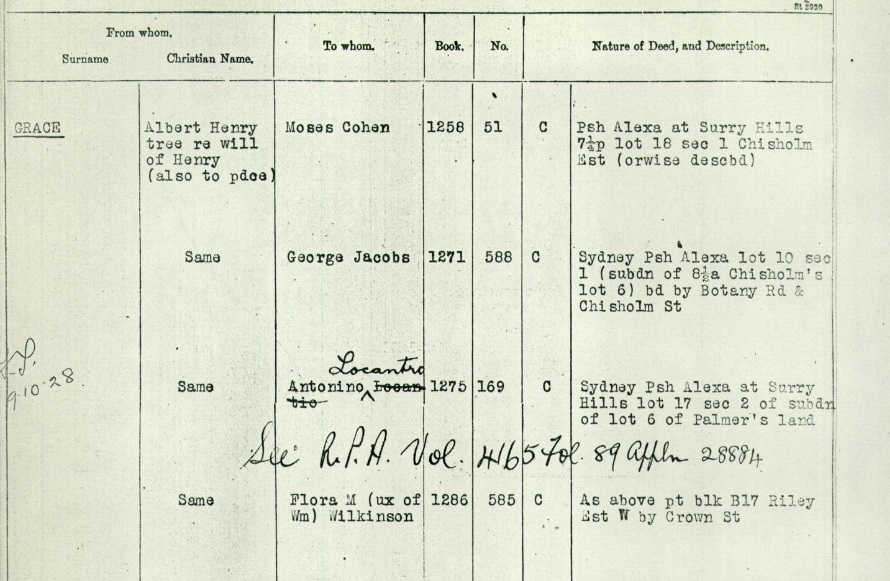 St 2930
From whom.
Surname Christian Name. To whom. Book. No. Nature of Deed, and Description.
GRACE Albert Henry Moses Cohen 1258 51 C Psh Alexa at Surry Hills
tree re will 7½p lot 18 sec 1 Chisholm
of Henry Est (orwise descbd)
(also to pdce)
Same George Jacobs 1271 588 C Sydney Psh Alexa lot 10 sec
1 (subdn of 8½a Chisholm's
lot 6) bd by Botany Rd &
Chisholm St
Locantro
Same Antonino Locan 1275 169 C Sydney Psh Alexa at Surry
9.10.28 tio Hills lot 17 sec 2 of subdn
of lot 6 of Palmer's land
See R.P.A. Vol. 4165 Fol. 89 Appln 28884
Same Flora M (ux of 1286 585 C As above pt blk B17 Riley
Wm) Wilkinson Est W by Crown St